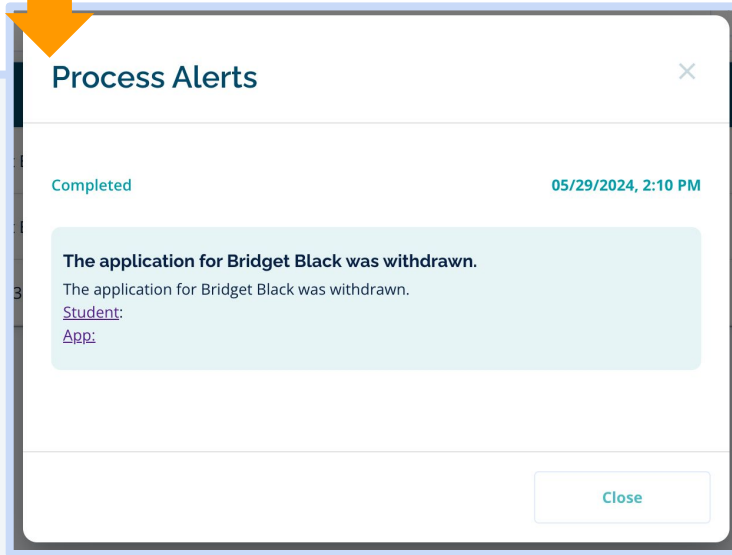 Process Alerts
Completed 05/29/2024, 2:10 PM
The application for Bridget Black was withdrawn.
The application for Bridget Black was withdrawn.
Student:
App:
Close